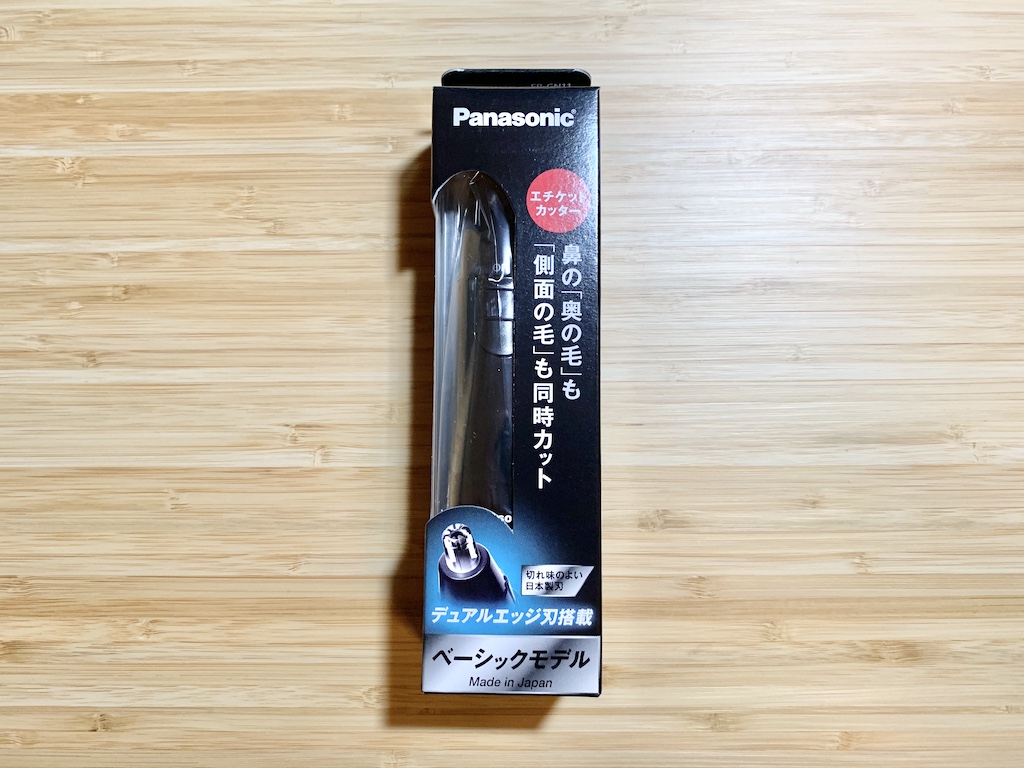 Panasonic
エチケット
カッター
鼻の「奥の毛」も
「側面の毛」も同時カット
切れ味のよい
日本製刃
デュアルエッジ刃搭載
ベーシックモデル
Made in Japan